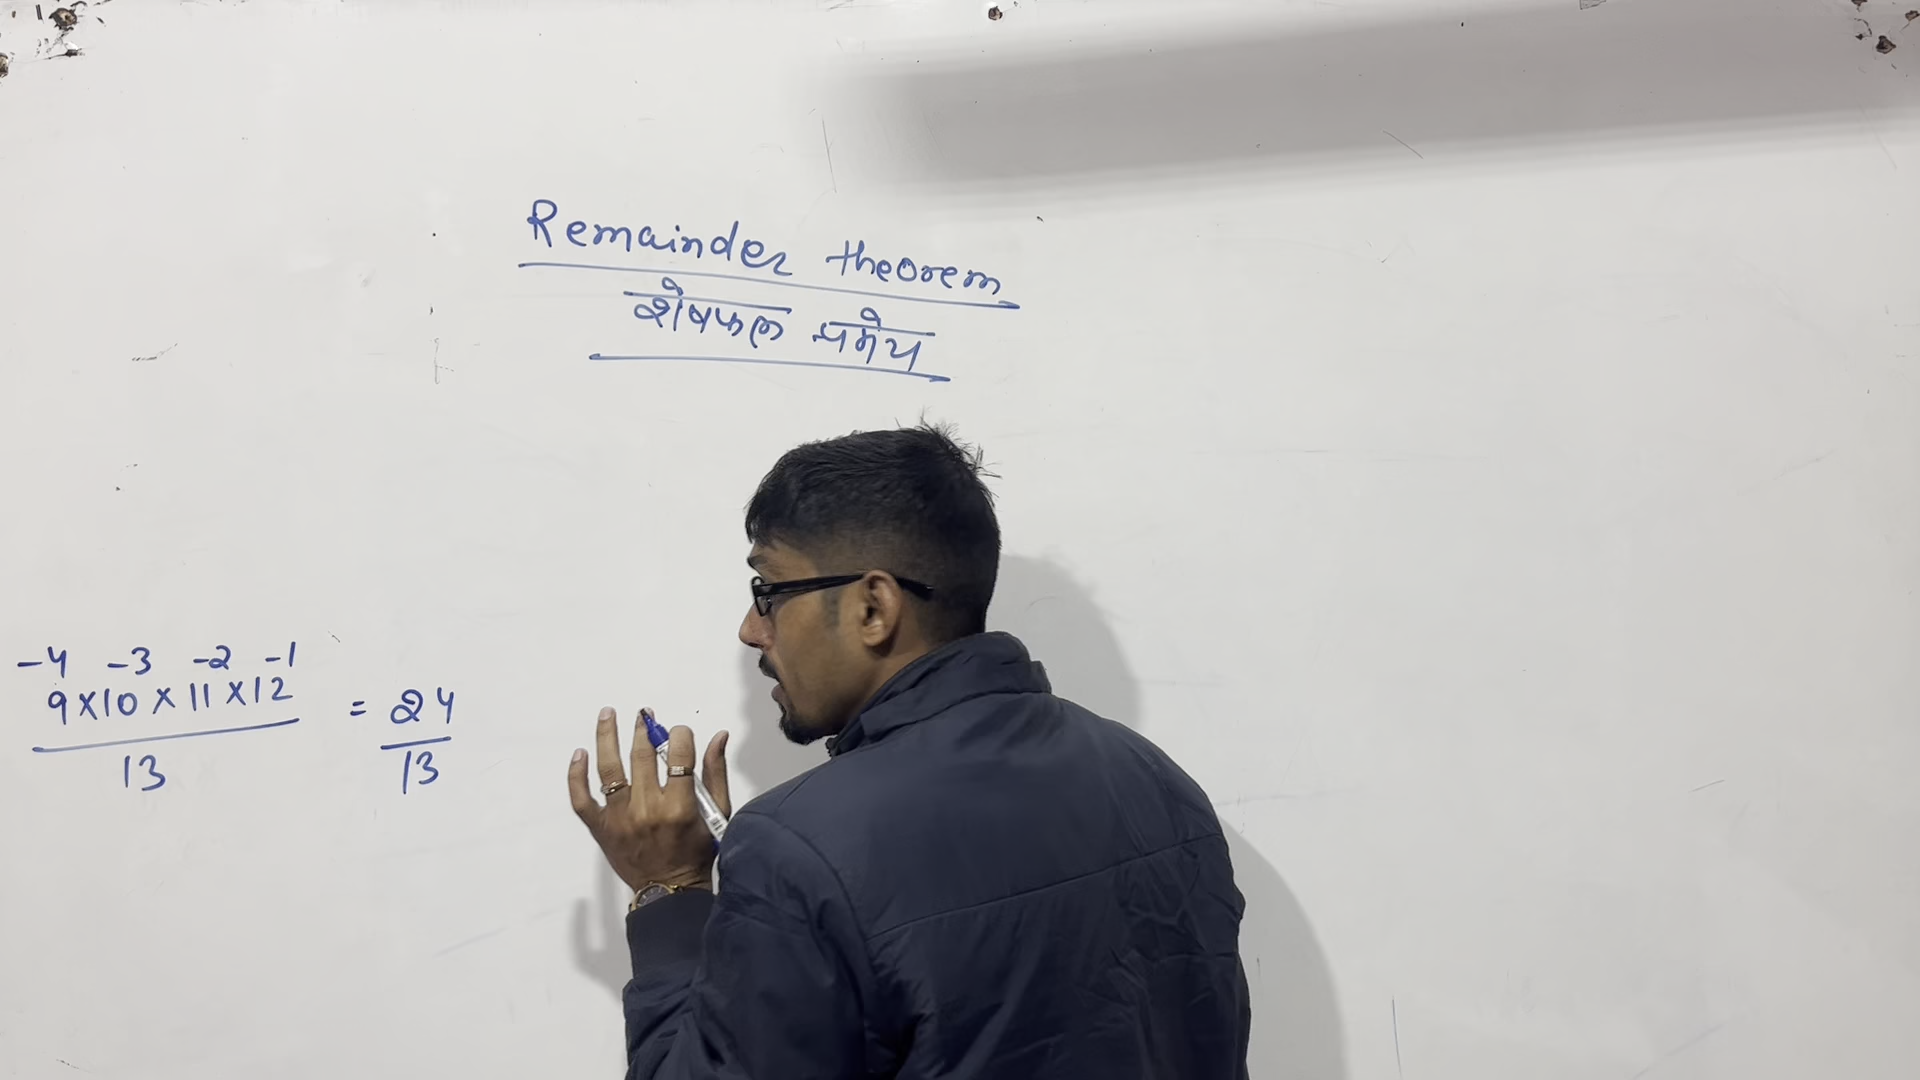 Remainder theorem
शेषफल प्रमेय
-4 -3 -2 -1
9×10×11×12 = 24
13 13